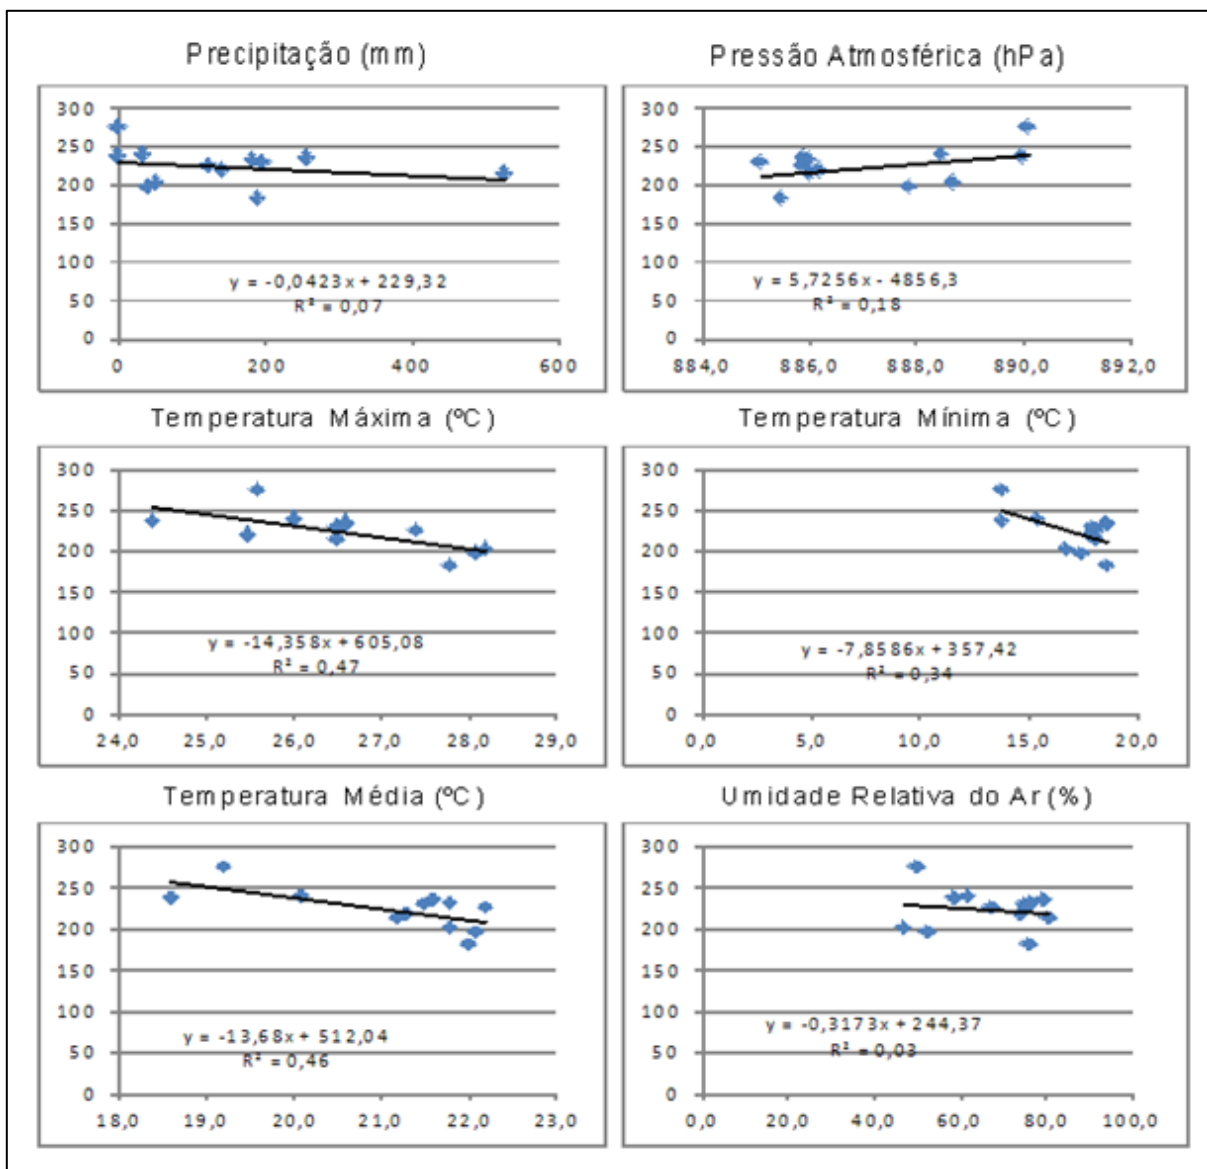 Precipitação (mm)
300
250
200
150
100
50
0
y = -0,0423x + 229,32
R² = 0,07
0 200 400 600
Pressão Atmosférica (hPa)
300
250
200
150
100
50
0
y = 5,7256x - 4856,3
R² = 0,18
884,0 886,0 888,0 890,0 892,0
Temperatura Máxima (ºC)
300
250
200
150
100
50
0
y = -14,358x + 605,08
R² = 0,47
24,0 25,0 26,0 27,0 28,0 29,0
Temperatura Mínima (ºC)
300
250
200
150
100
50
0
y = -7,8586x + 357,42
R² = 0,34
0,0 5,0 10,0 15,0 20,0
Temperatura Média (ºC)
300
250
200
150
100
50
0
y = -13,68x + 512,04
R² = 0,46
18,0 19,0 20,0 21,0 22,0 23,0
Umidade Relativa do Ar (%)
300
250
200
150
100
50
0
y = -0,3173x + 244,37
R² = 0,03
0,0 20,0 40,0 60,0 80,0 100,0